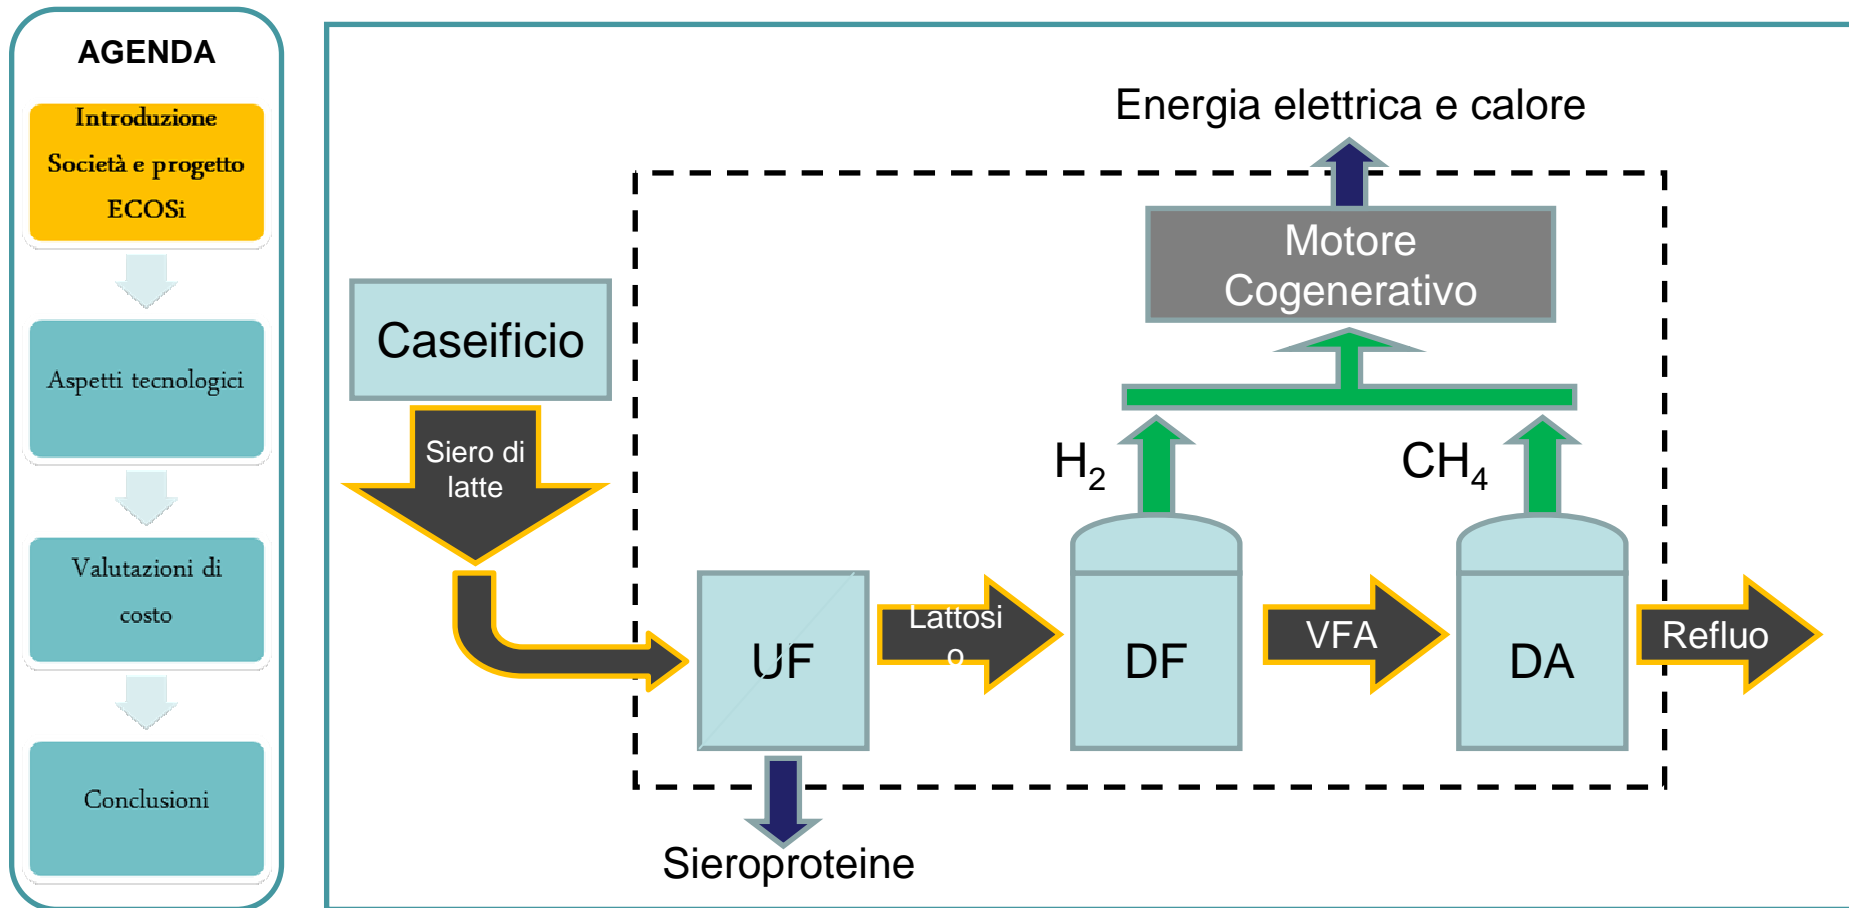 AGENDA
Introduzione
Società e progetto
ECOSi
Aspetti tecnologici
Valutazioni di
costo
Conclusioni
Energia elettrica e calore
Motore
Cogenerativo
Caseificio
Siero di
latte
H₂
CH₄
UF
Lattosi
o
DF
VFA
DA
Refluo
Sieroproteine